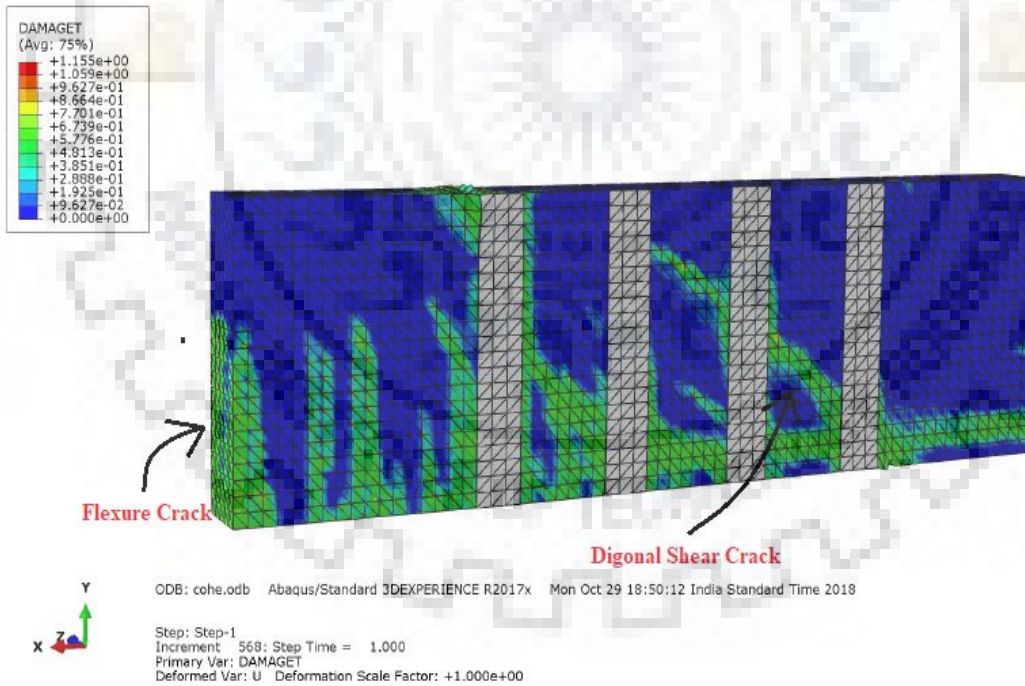 DAMAGET
(Avg: 75%)
+1.155e+00
+1.059e+00
+9.627e-01
+8.664e-01
+7.701e-01
+6.739e-01
+5.776e-01
+4.813e-01
+3.851e-01
+2.888e-01
+1.925e-01
+9.627e-02
+0.000e+00
Flexure Crack
Digonal Shear Crack
Y
Z
X
ODB: cohe.odb Abaqus/Standard 3DEXPERIENCE R2017x Mon Oct 29 18:50:12 India Standard Time 2018
Step: Step-1
Increment 568: Step Time = 1.000
Primary Var: DAMAGET
Deformed Var: U Deformation Scale Factor: +1.000e+00